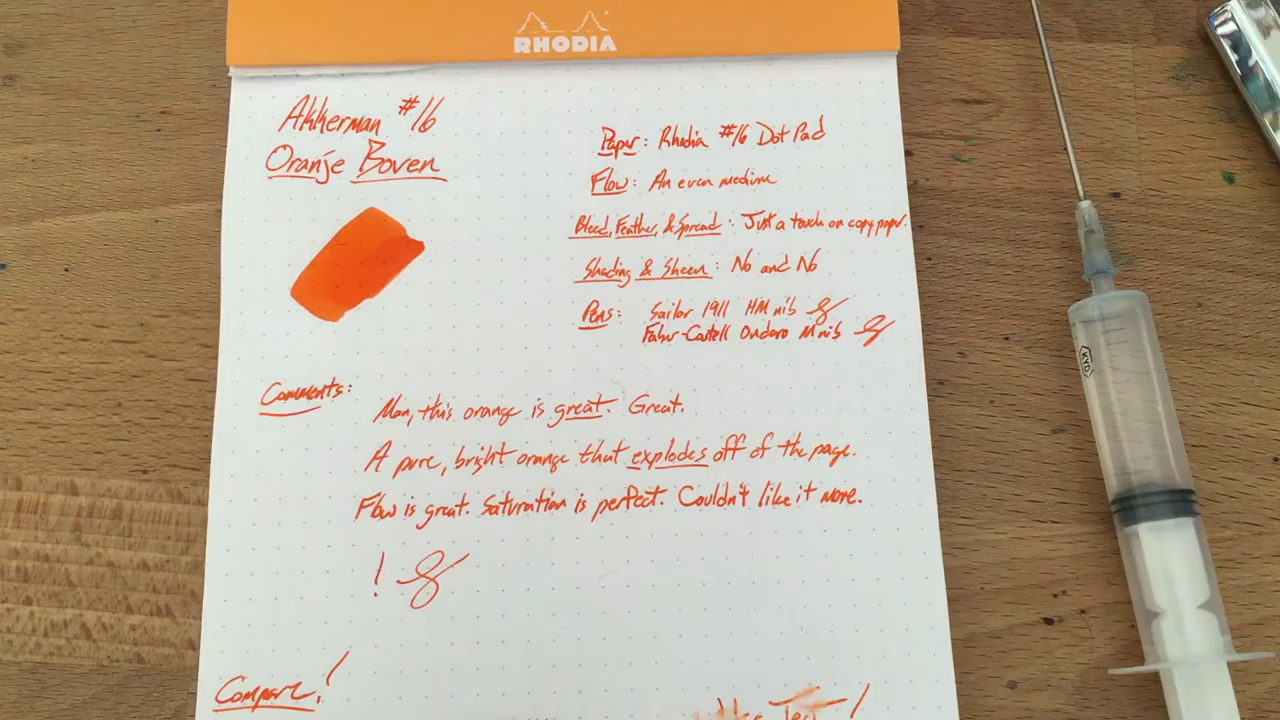 RHODIA
Akkerman #16
Oranje Boven
Paper: Rhodia #16 Dot Pad
Flow: An even medium
Bleed, Feather, & Spread: Just a touch on copy paper.
Shading & Sheen: No and No
Pens: Sailor 1911 HM nib
Faber-Castell Ondoro M nib
Comments:
Man, this orange is great. Great.
A pure, bright orange that explodes off of the page.
Flow is great. Saturation is perfect. Couldn't like it more.
!
Compare!
Test!
KYD